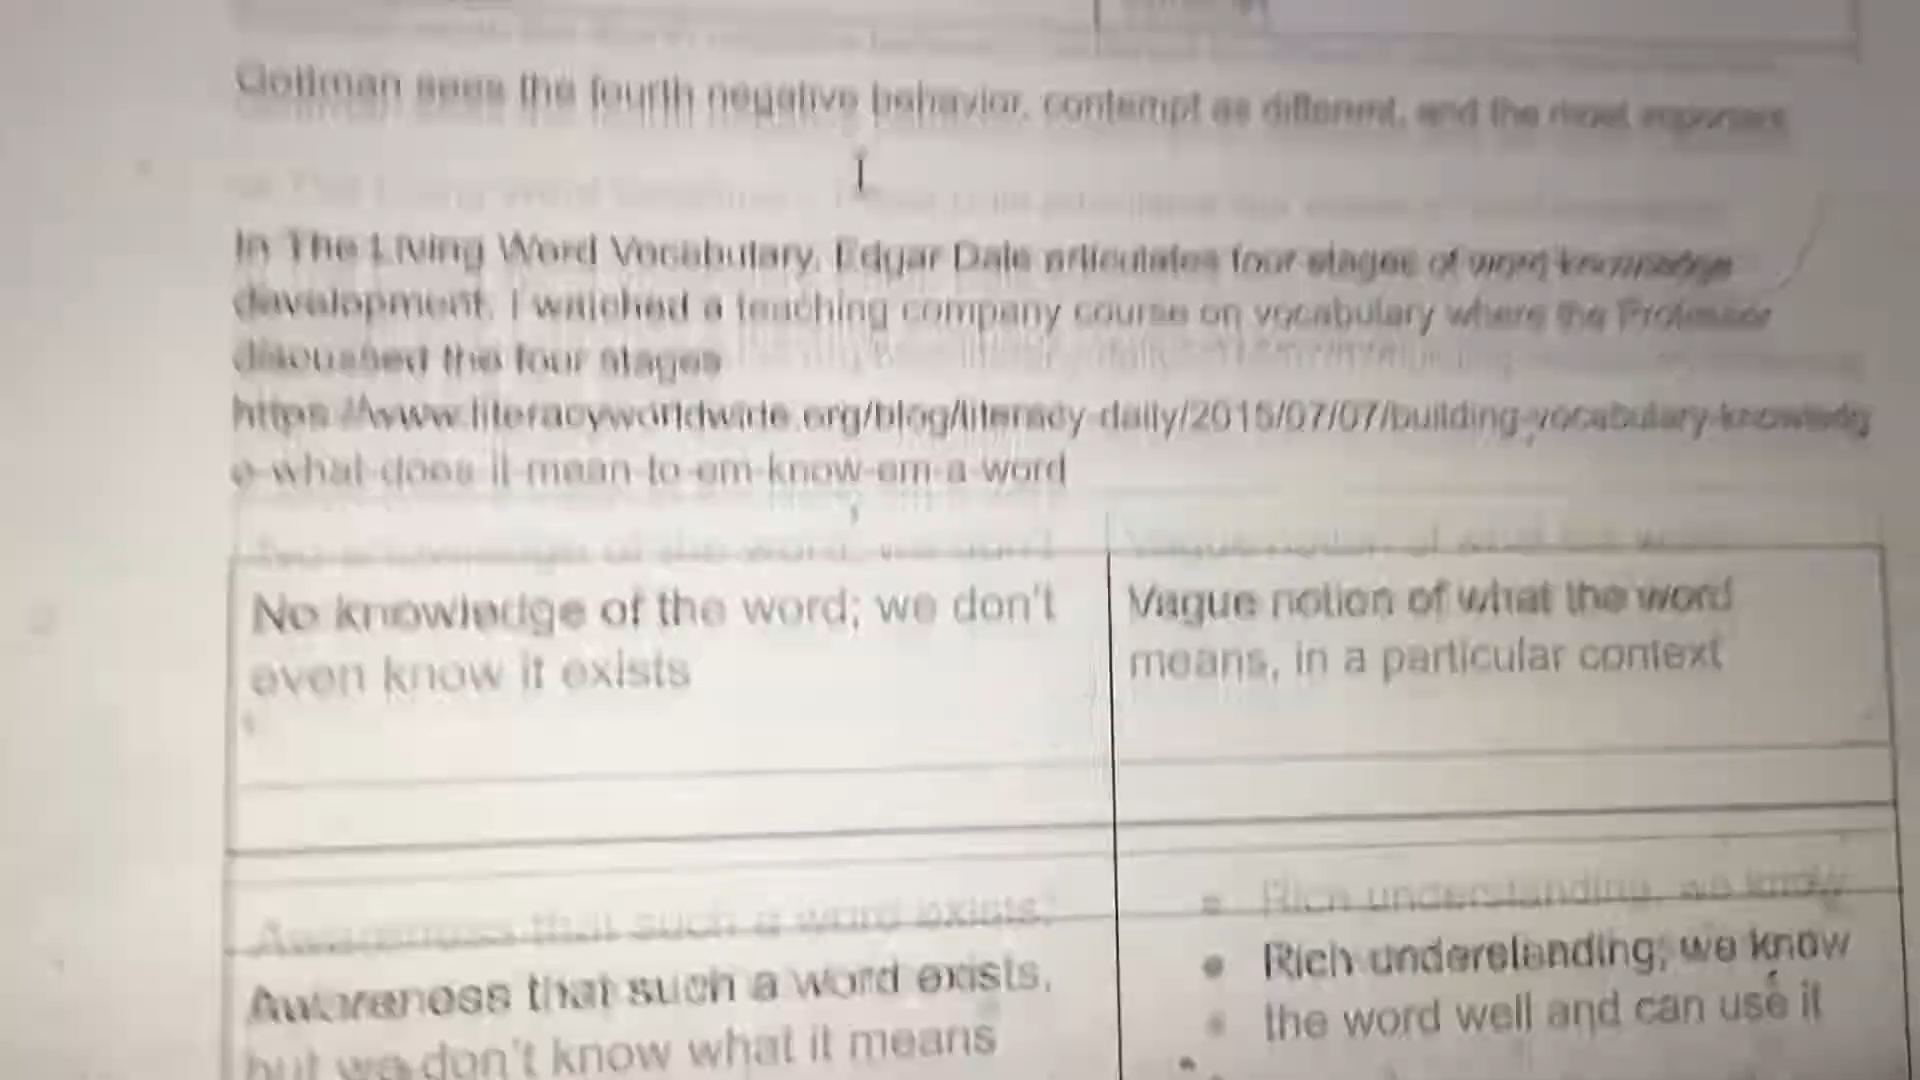 Gottman sees the fourth negative behavior, contempt as different, and the most important
In The Living Word Vocabulary, Edgar Dale articulates four stages of word knowledge
development. I watched a teaching company course on vocabulary where the Professor
discussed the four stages
https://www.literacyworldwide.org/blog/literacy-daily/2015/07/07/building-vocabulary-knowledg
e-what-does-it-mean-to-em-know-em-a-word
No knowledge of the word; we don't
even know it exists
Vague notion of what the word
means, in a particular context
Awareness that such a word exists,
but we don't know what it means
• Rich understanding; we know
• the word well and can use it